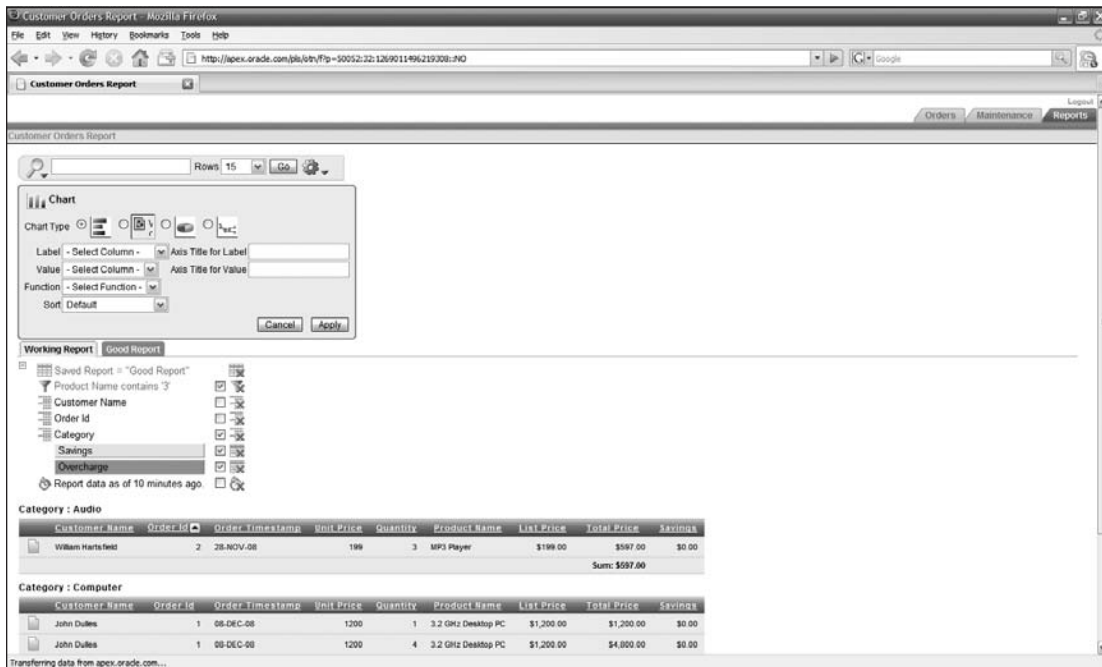 Customer Orders Report - Mozilla Firefox
File Edit View History Bookmarks Tools Help
http://apex.oracle.com/pls/otn/f?p=50052:32:1269011496219308::NO
Google
Customer Orders Report
Logout
Orders Maintenance Reports
Customer Orders Report
Rows 15 Go
Chart
Chart Type
Label - Select Column - Axis Title for Label
Value - Select Column - Axis Title for Value
Function - Select Function -
Sort Default
Cancel Apply
Working Report Good Report
Saved Report = "Good Report"
Product Name contains '3'
Customer Name
Order Id
Category
Savings
Overcharge
Report data as of 10 minutes ago.
Category : Audio
Customer Name Order Id Order Timestamp Unit Price Quantity Product Name List Price Total Price Savings
William Hartsfield 2 28-NOV-08 199 3 MP3 Player $199.00 $597.00 $0.00
Sum: $597.00
Category : Computer
Customer Name Order Id Order Timestamp Unit Price Quantity Product Name List Price Total Price Savings
John Dulles 1 08-DEC-08 1200 1 3.2 GHz Desktop PC $1,200.00 $1,200.00 $0.00
John Dulles 1 08-DEC-08 1200 4 3.2 GHz Desktop PC $1,200.00 $4,800.00 $0.00
Transferring data from apex.oracle.com...